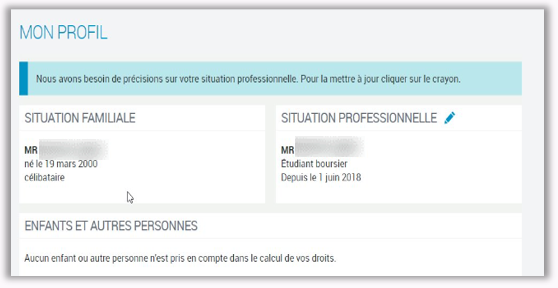 MON PROFIL
Nous avons besoin de précisions sur votre situation professionnelle. Pour la mettre à jour cliquer sur le crayon.
SITUATION FAMILIALE
MR
né le 19 mars 2000
célibataire
SITUATION PROFESSIONNELLE
MR
Étudiant boursier
Depuis le 1 juin 2018
ENFANTS ET AUTRES PERSONNES
Aucun enfant ou autre personne n'est pris en compte dans le calcul de vos droits.